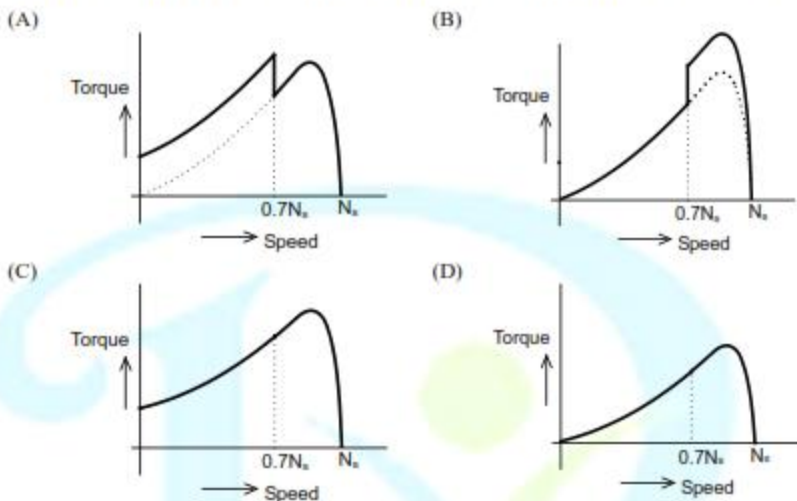 (A)
(B)
Torque
Torque
0.7Nₛ
Nₛ
0.7Nₛ
Nₛ
Speed
Speed
(C)
(D)
Torque
Torque
0.7Nₛ
Nₛ
0.7Nₛ
Nₛ
Speed
Speed